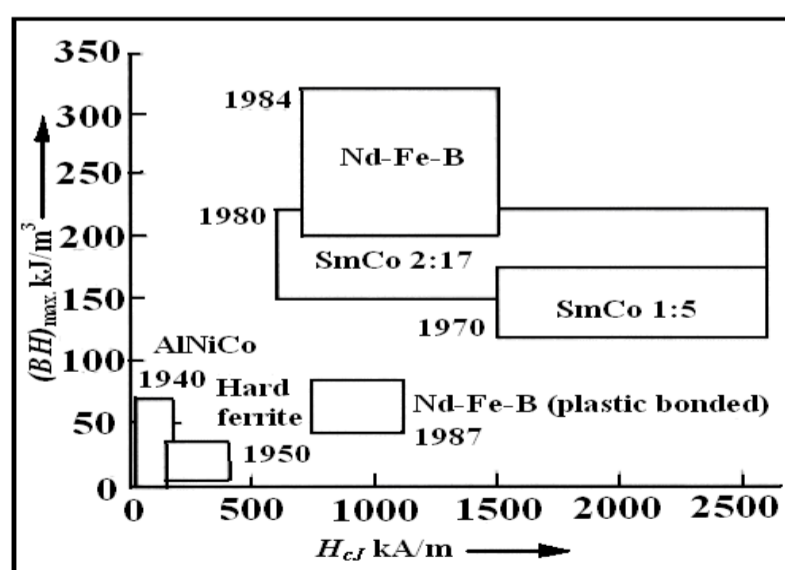 350
300
250
200
150
100
50
0
(BH)max. kJ/m³
1984
Nd-Fe-B
1980
SmCo 2:17
SmCo 1:5
1970
AlNiCo
1940
Hard
ferrite
1950
Nd-Fe-B (plastic bonded)
1987
0 500 1000 1500 2000 2500
HcJ kA/m